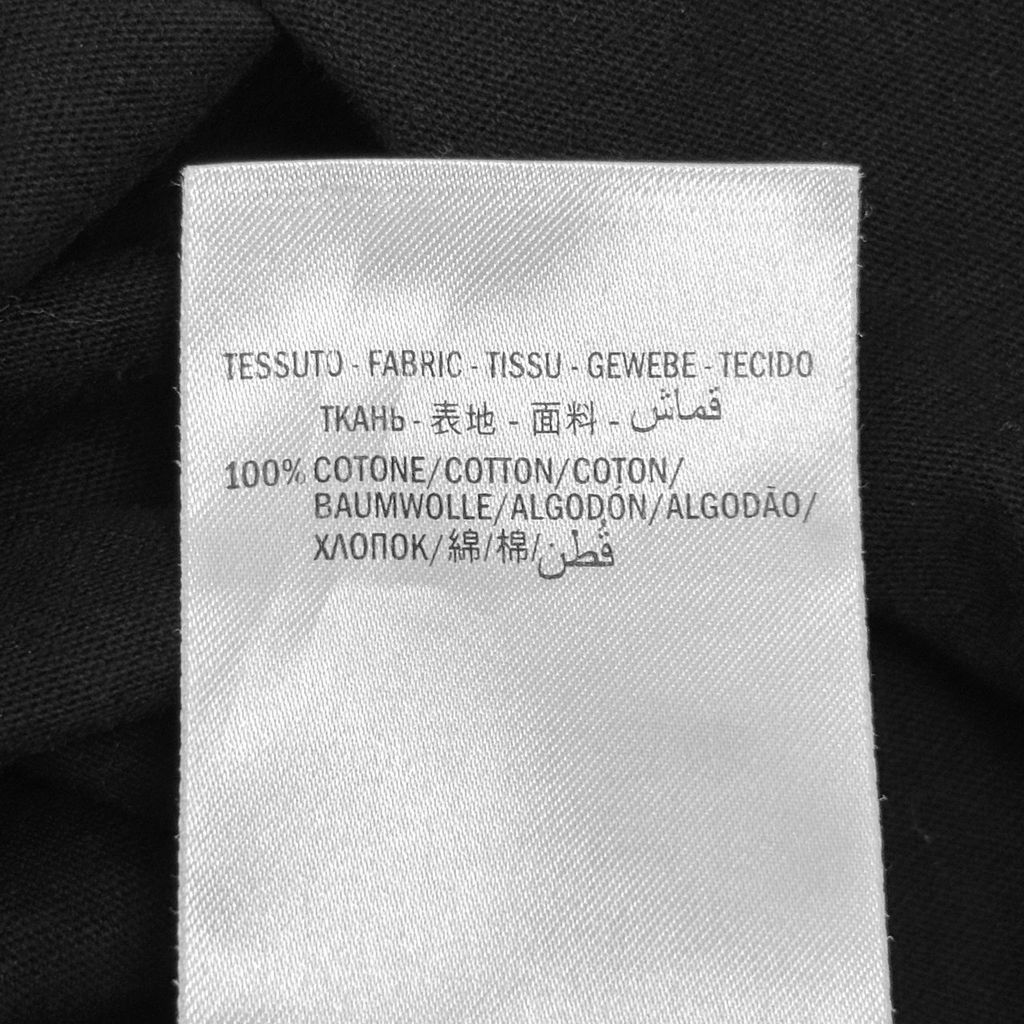 TESSUTO - FABRIC - TISSU - GEWEBE - TECIDO
ТКАНЬ - 表地 - 面料 - قماش
100% COTONE/COTTON/COTON/
BAUMWOLLE/ALGODÓN/ALGODÃO/
ХЛОПОК/綿/棉/قُطن